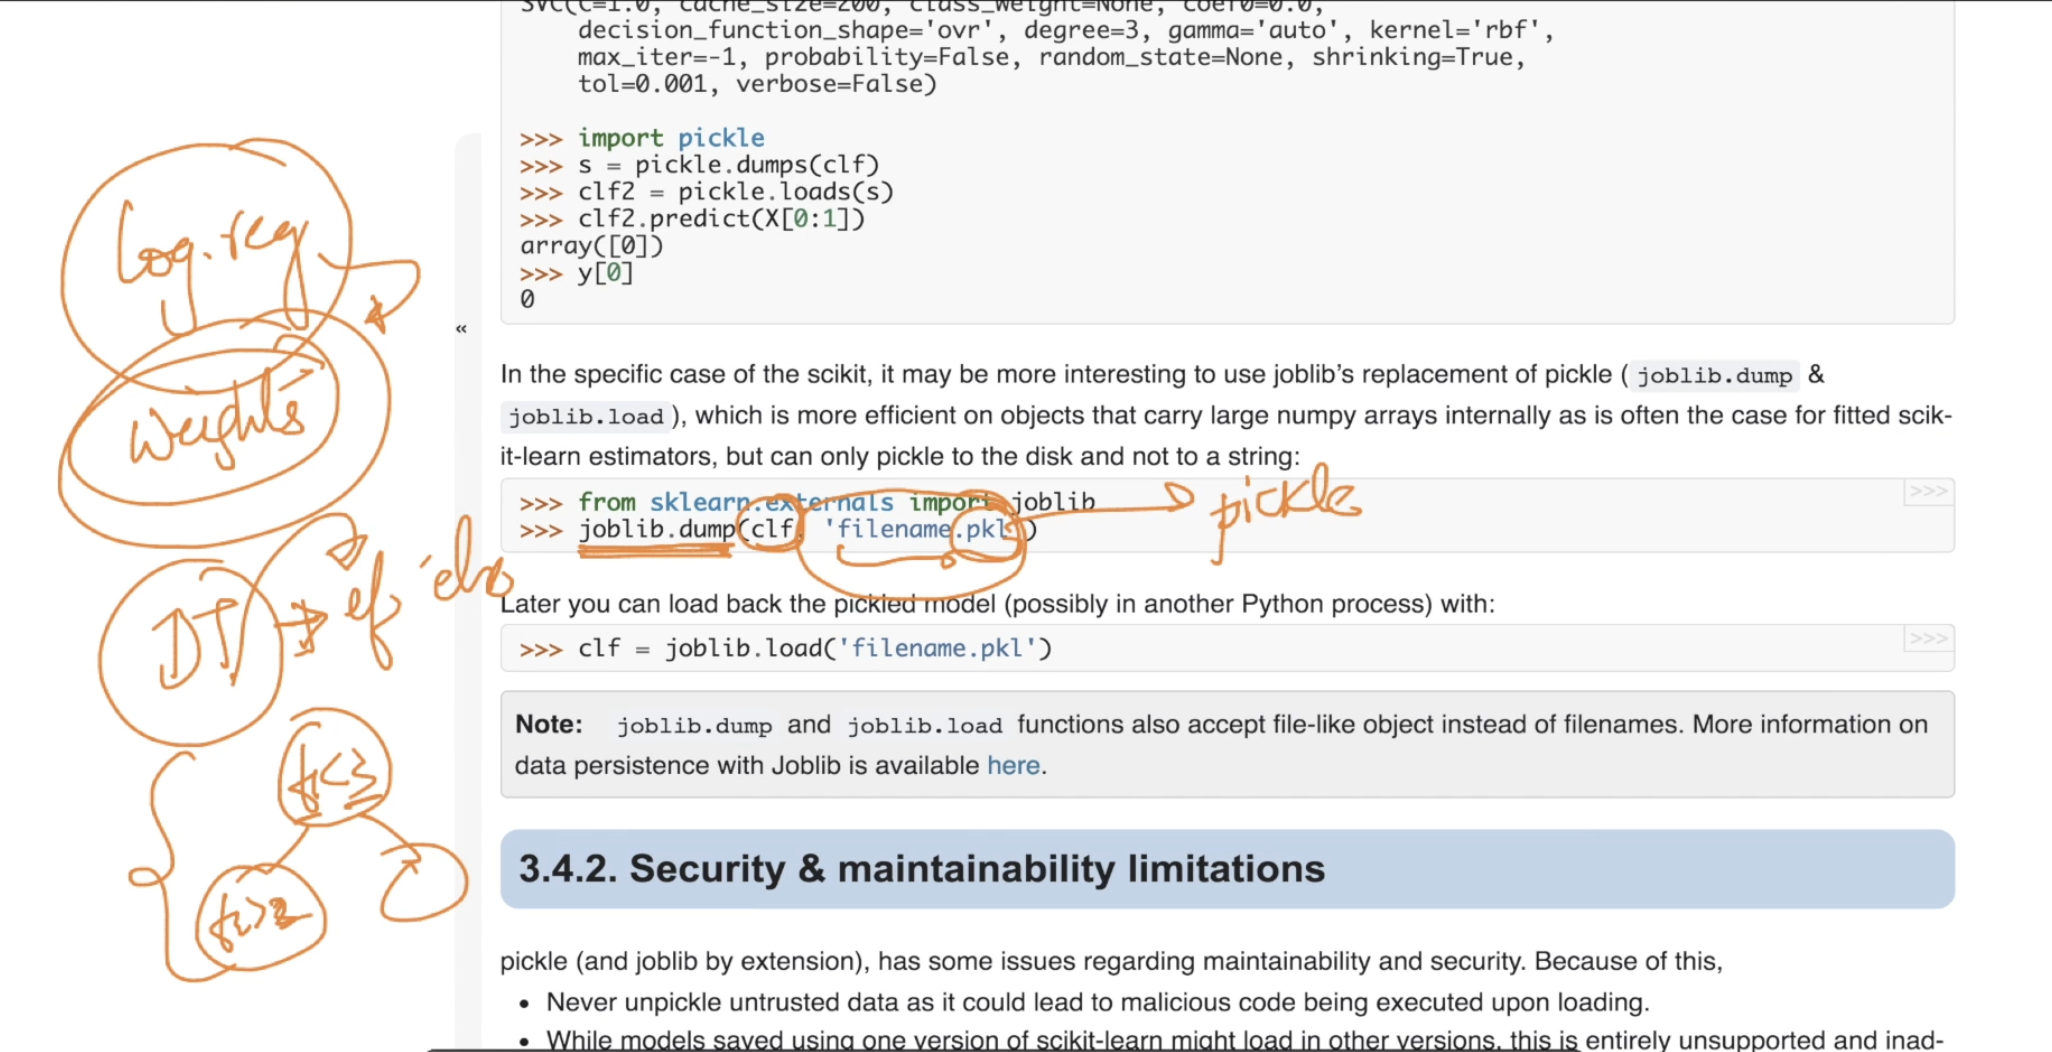 SVC(C=1.0, cache_size=200, class_weight=None, coef0=0.0,
decision_function_shape='ovr', degree=3, gamma='auto', kernel='rbf',
max_iter=-1, probability=False, random_state=None, shrinking=True,
tol=0.001, verbose=False)
>>> import pickle
>>> s = pickle.dumps(clf)
>>> clf2 = pickle.loads(s)
>>> clf2.predict(X[0:1])
array([0])
>>> y[0]
0
Log.reg
«
Weights
In the specific case of the scikit, it may be more interesting to use joblib's replacement of pickle ( joblib.dump &
joblib.load ), which is more efficient on objects that carry large numpy arrays internally as is often the case for fitted scik-
it-learn estimators, but can only pickle to the disk and not to a string:
>>> from sklearn.externals import joblib
>>>
>>> joblib.dump(clf, 'filename.pkl')
pickle
DT
Later you can load back the pickled model (possibly in another Python process) with:
>>> clf = joblib.load('filename.pkl')
>>>
Note: joblib.dump and joblib.load functions also accept file-like object instead of filenames. More information on
data persistence with Joblib is available here.
f1<3
f2>2
3.4.2. Security & maintainability limitations
pickle (and joblib by extension), has some issues regarding maintainability and security. Because of this,
• Never unpickle untrusted data as it could lead to malicious code being executed upon loading.
• While models saved using one version of scikit-learn might load in other versions, this is entirely unsupported and inad-